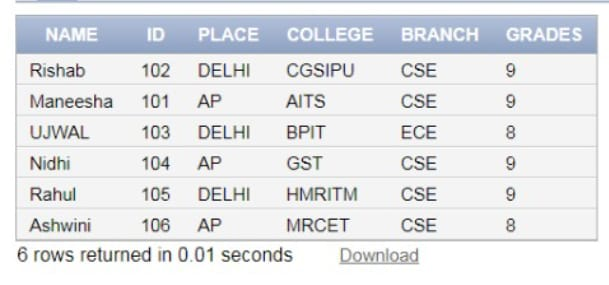 NAME ID PLACE COLLEGE BRANCH GRADES
Rishab 102 DELHI CGSIPU CSE 9
Maneesha 101 AP AITS CSE 9
UJWAL 103 DELHI BPIT ECE 8
Nidhi 104 AP GST CSE 9
Rahul 105 DELHI HMRITM CSE 9
Ashwini 106 AP MRCET CSE 8
6 rows returned in 0.01 seconds Download